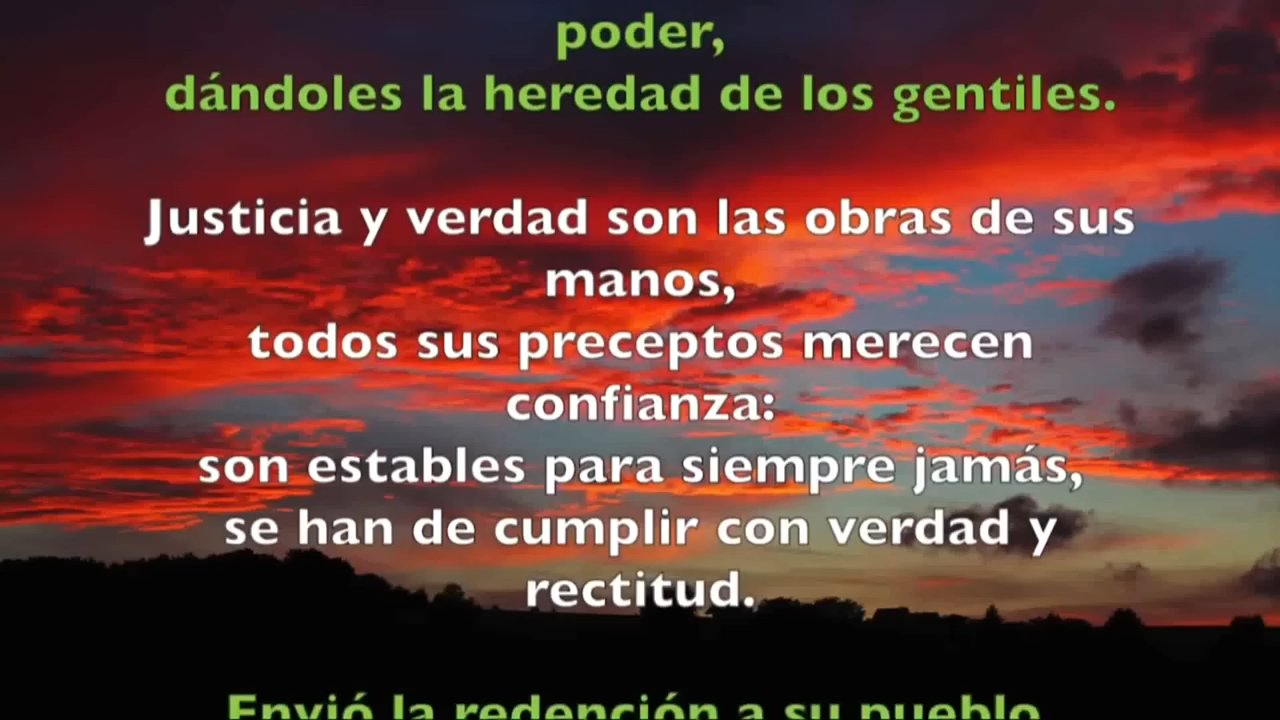 poder,
dándoles la heredad de los gentiles.
Justicia y verdad son las obras de sus
manos,
todos sus preceptos merecen
confianza:
son estables para siempre jamás,
se han de cumplir con verdad y
rectitud.
Envió la redención a su pueblo